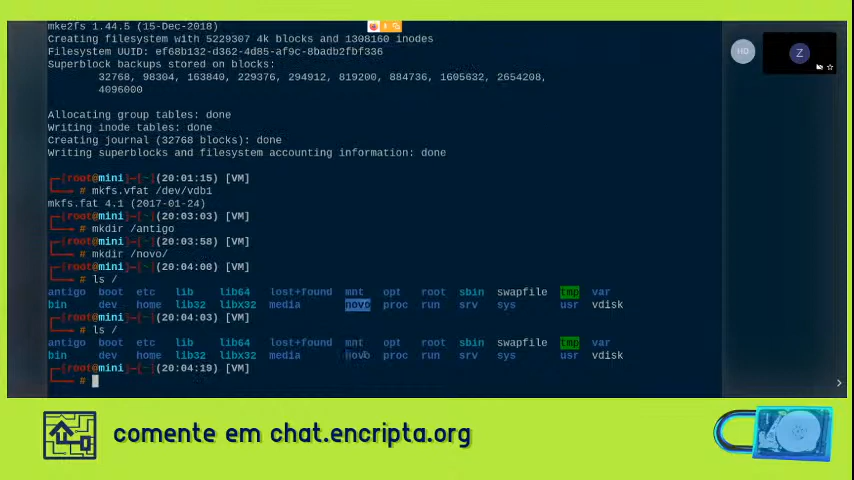 mke2fs 1.44.5 (15-Dec-2018)
Creating filesystem with 5229307 4k blocks and 1308160 inodes
Filesystem UUID: ef68b132-d362-4d85-af9c-8badb2fbf336
Superblock backups stored on blocks:
32768, 98304, 163840, 229376, 294912, 819200, 884736, 1605632, 2654208,
4096000
Allocating group tables: done
Writing inode tables: done
Creating journal (32768 blocks): done
Writing superblocks and filesystem accounting information: done
[root@mini]-[~](20:01:15) [VM]
# mkfs.vfat /dev/vdb1
mkfs.fat 4.1 (2017-01-24)
[root@mini]-[~](20:03:03) [VM]
# mkdir /antigo
[root@mini]-[~](20:03:58) [VM]
# mkdir /novo/
[root@mini]-[~](20:04:00) [VM]
# ls /
antigo boot etc lib lib64 lost+found mnt opt root sbin swapfile tmp var
bin dev home lib32 libx32 media novo proc run srv sys usr vdisk
[root@mini]-[~](20:04:03) [VM]
# ls /
antigo boot etc lib lib64 lost+found mnt opt root sbin swapfile tmp var
bin dev home lib32 libx32 media novo proc run srv sys usr vdisk
[root@mini]-[~](20:04:19) [VM]
#
HD
Z
comente em chat.encripta.org